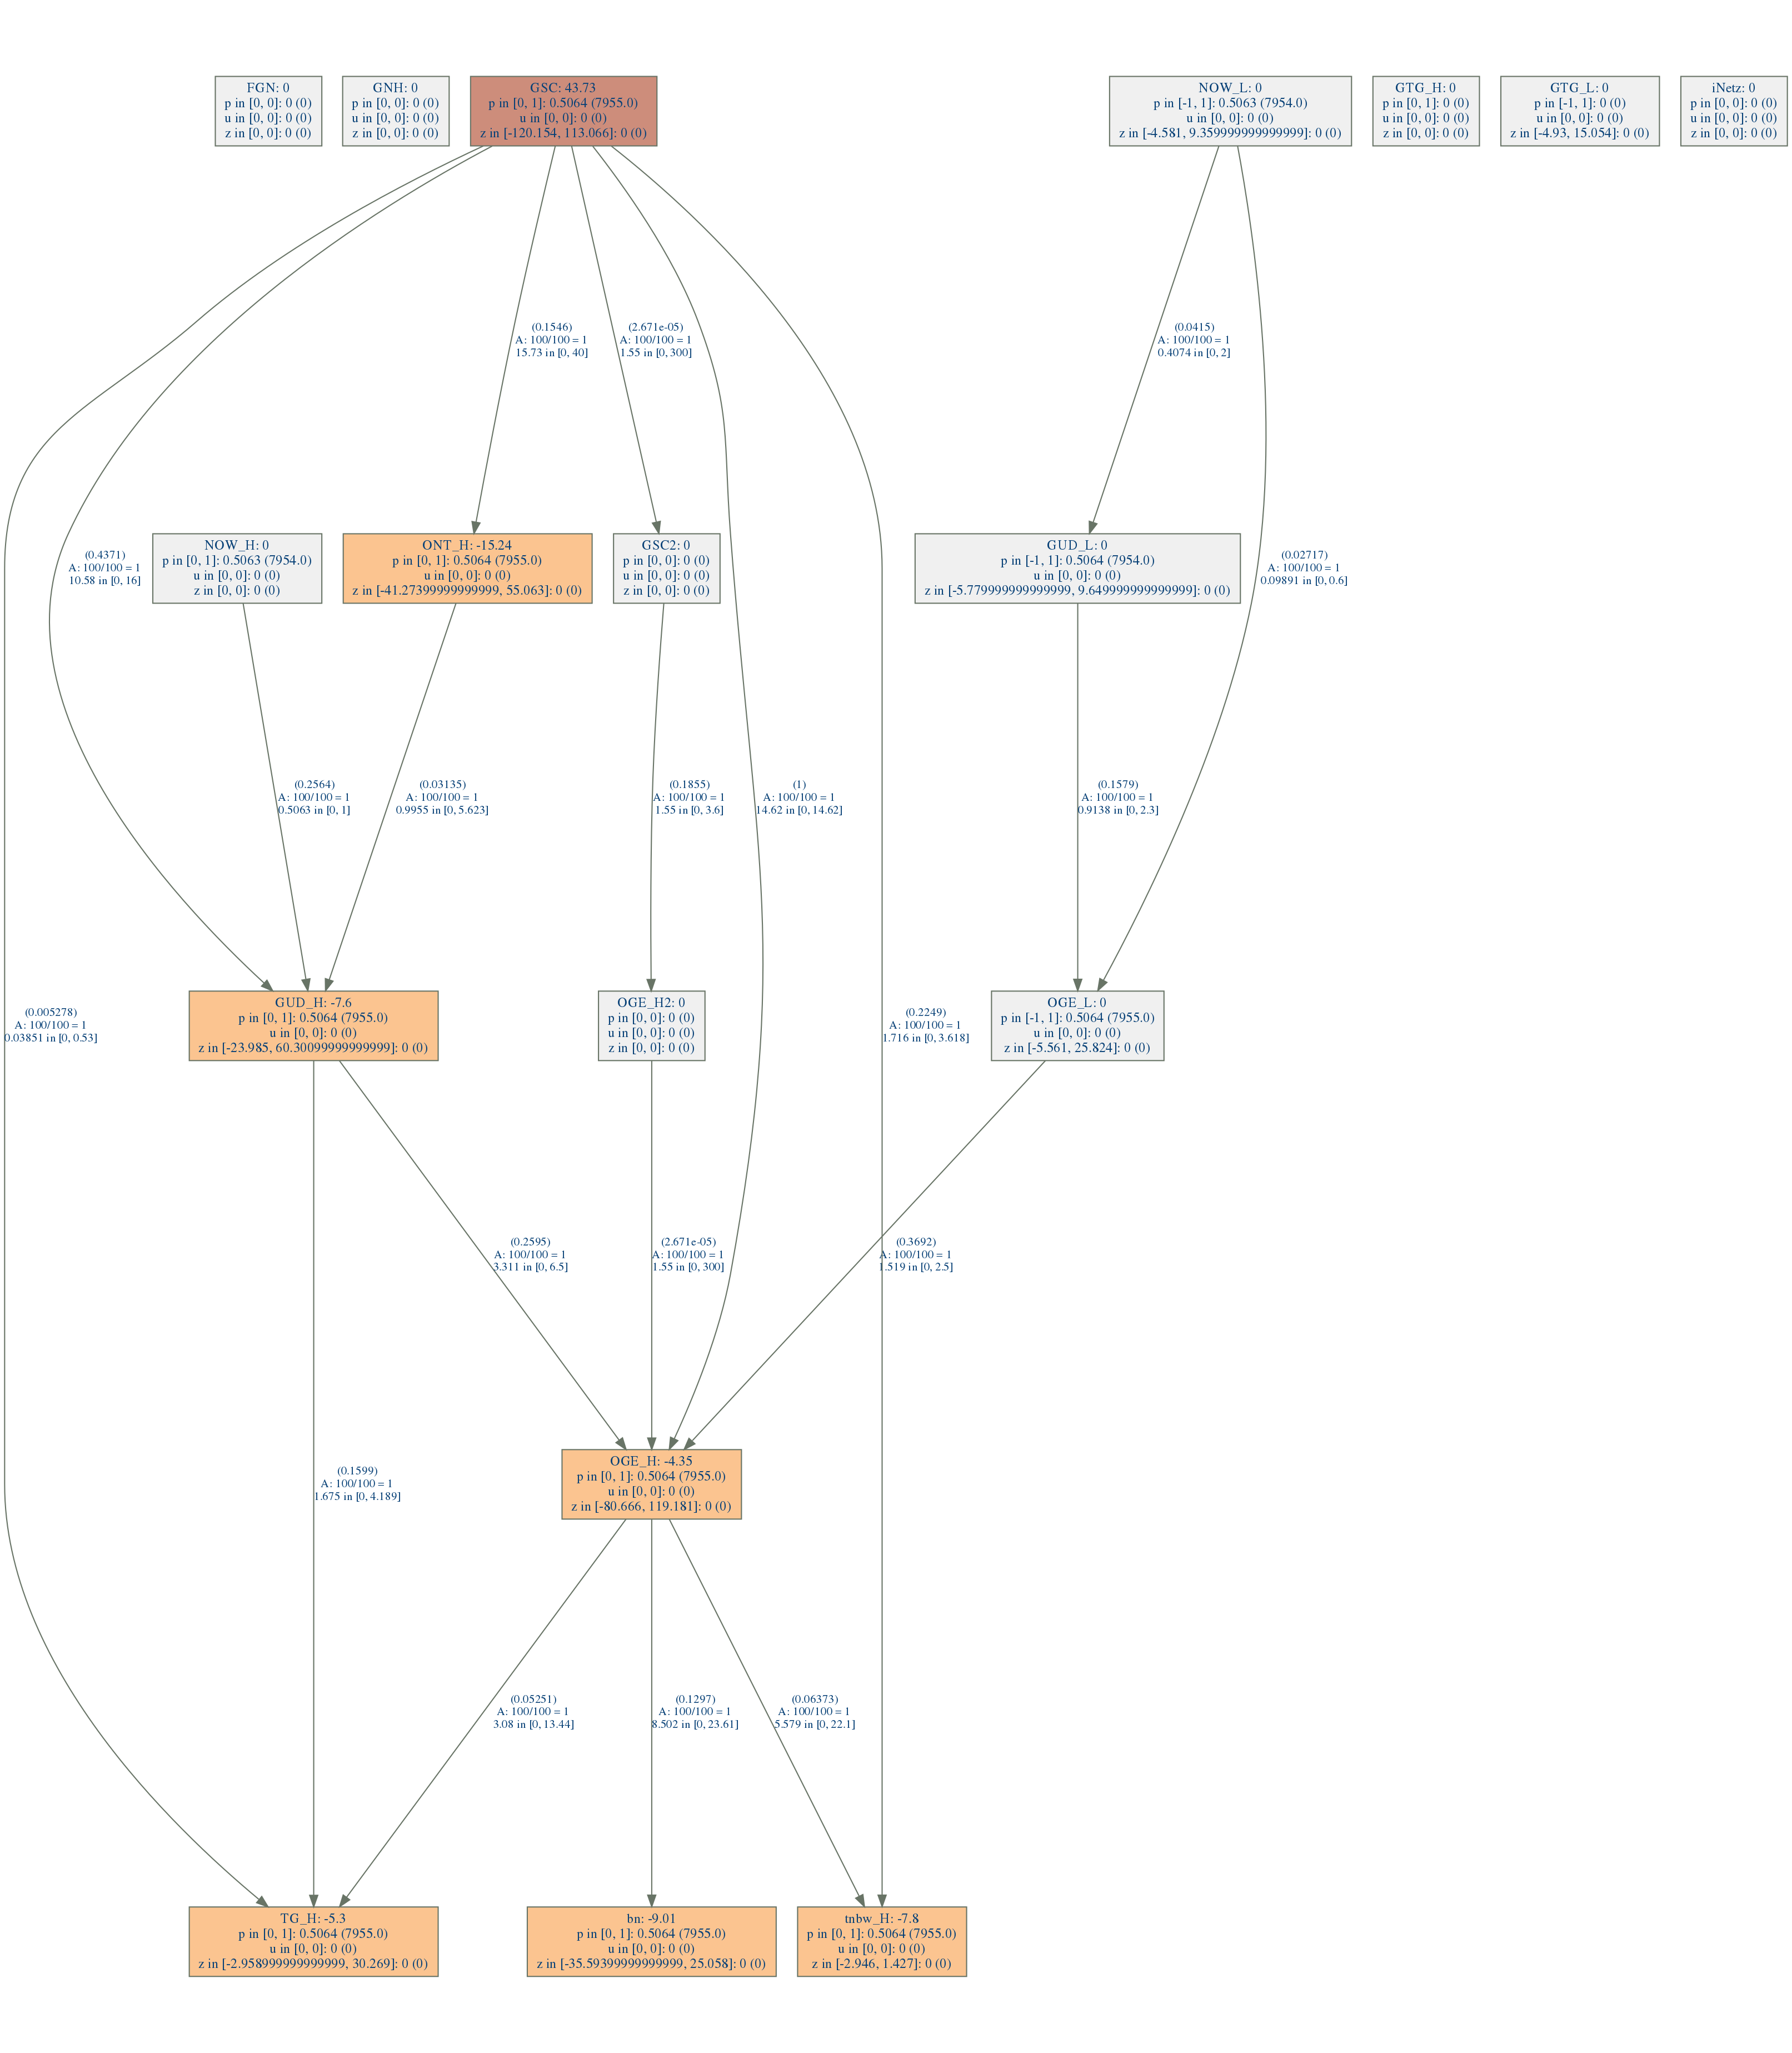 FGN: 0
p in [0, 0]: 0 (0)
u in [0, 0]: 0 (0)
z in [0, 0]: 0 (0)
GNH: 0
p in [0, 0]: 0 (0)
u in [0, 0]: 0 (0)
z in [0, 0]: 0 (0)
GSC: 43.73
p in [0, 1]: 0.5064 (7955.0)
u in [0, 0]: 0 (0)
z in [-120.154, 113.066]: 0 (0)
NOW_L: 0
p in [-1, 1]: 0.5063 (7954.0)
u in [0, 0]: 0 (0)
z in [-4.581, 9.359999999999999]: 0 (0)
GTG_H: 0
p in [0, 1]: 0 (0)
u in [0, 0]: 0 (0)
z in [0, 0]: 0 (0)
GTG_L: 0
p in [-1, 1]: 0 (0)
u in [0, 0]: 0 (0)
z in [-4.93, 15.054]: 0 (0)
iNetz: 0
p in [0, 0]: 0 (0)
u in [0, 0]: 0 (0)
z in [0, 0]: 0 (0)
(0.1546)
A: 100/100 = 1
15.73 in [0, 40]
(2.671e-05)
A: 100/100 = 1
1.55 in [0, 300]
(0.0415)
A: 100/100 = 1
0.4074 in [0, 2]
(0.4371)
A: 100/100 = 1
10.58 in [0, 16]
NOW_H: 0
p in [0, 1]: 0.5063 (7954.0)
u in [0, 0]: 0 (0)
z in [0, 0]: 0 (0)
ONT_H: -15.24
p in [0, 1]: 0.5064 (7955.0)
u in [0, 0]: 0 (0)
z in [-41.27399999999999, 55.063]: 0 (0)
GSC2: 0
p in [0, 0]: 0 (0)
u in [0, 0]: 0 (0)
z in [0, 0]: 0 (0)
GUD_L: 0
p in [-1, 1]: 0.5064 (7954.0)
u in [0, 0]: 0 (0)
z in [-5.779999999999999, 9.649999999999999]: 0 (0)
(0.02717)
A: 100/100 = 1
0.09891 in [0, 0.6]
(0.2564)
A: 100/100 = 1
0.5063 in [0, 1]
(0.03135)
A: 100/100 = 1
0.9955 in [0, 5.623]
(0.1855)
A: 100/100 = 1
1.55 in [0, 3.6]
(1)
A: 100/100 = 1
14.62 in [0, 14.62]
(0.1579)
A: 100/100 = 1
0.9138 in [0, 2.3]
(0.005278)
A: 100/100 = 1
0.03851 in [0, 0.53]
GUD_H: -7.6
p in [0, 1]: 0.5064 (7955.0)
u in [0, 0]: 0 (0)
z in [-23.985, 60.30099999999999]: 0 (0)
OGE_H2: 0
p in [0, 0]: 0 (0)
u in [0, 0]: 0 (0)
z in [0, 0]: 0 (0)
(0.2249)
A: 100/100 = 1
1.716 in [0, 3.618]
OGE_L: 0
p in [-1, 1]: 0.5064 (7955.0)
u in [0, 0]: 0 (0)
z in [-5.561, 25.824]: 0 (0)
(0.2595)
A: 100/100 = 1
3.311 in [0, 6.5]
(2.671e-05)
A: 100/100 = 1
1.55 in [0, 300]
(0.3692)
A: 100/100 = 1
1.519 in [0, 2.5]
(0.1599)
A: 100/100 = 1
1.675 in [0, 4.189]
OGE_H: -4.35
p in [0, 1]: 0.5064 (7955.0)
u in [0, 0]: 0 (0)
z in [-80.666, 119.181]: 0 (0)
(0.05251)
A: 100/100 = 1
3.08 in [0, 13.44]
(0.1297)
A: 100/100 = 1
8.502 in [0, 23.61]
(0.06373)
A: 100/100 = 1
5.579 in [0, 22.1]
TG_H: -5.3
p in [0, 1]: 0.5064 (7955.0)
u in [0, 0]: 0 (0)
z in [-2.958999999999999, 30.269]: 0 (0)
bn: -9.01
p in [0, 1]: 0.5064 (7955.0)
u in [0, 0]: 0 (0)
z in [-35.59399999999999, 25.058]: 0 (0)
tnbw_H: -7.8
p in [0, 1]: 0.5064 (7955.0)
u in [0, 0]: 0 (0)
z in [-2.946, 1.427]: 0 (0)